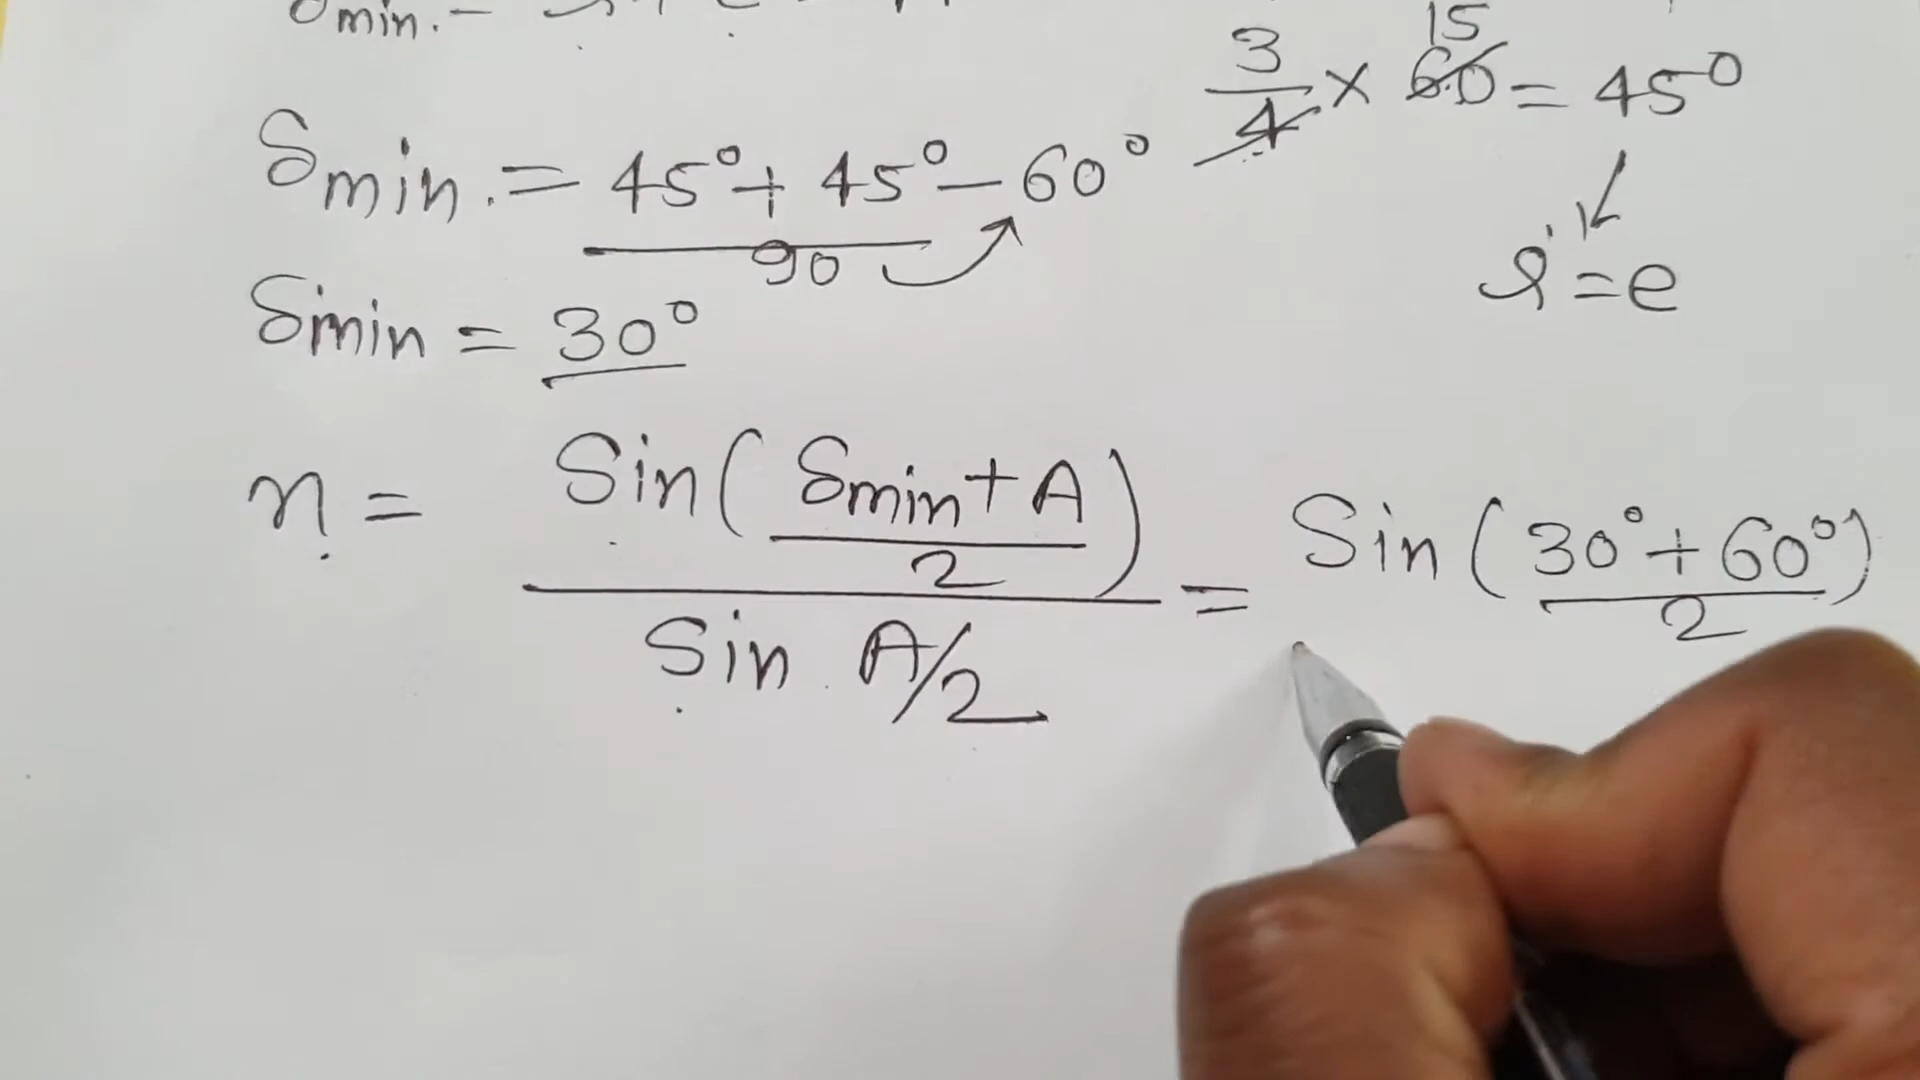 δmin. =
3/4 × 60 15 = 45°
δmin. = 45° + 45° − 60°
90
i = e
δmin = 30°
n = Sin((δmin + A)/2) / Sin A/2 = Sin((30° + 60°)/2)